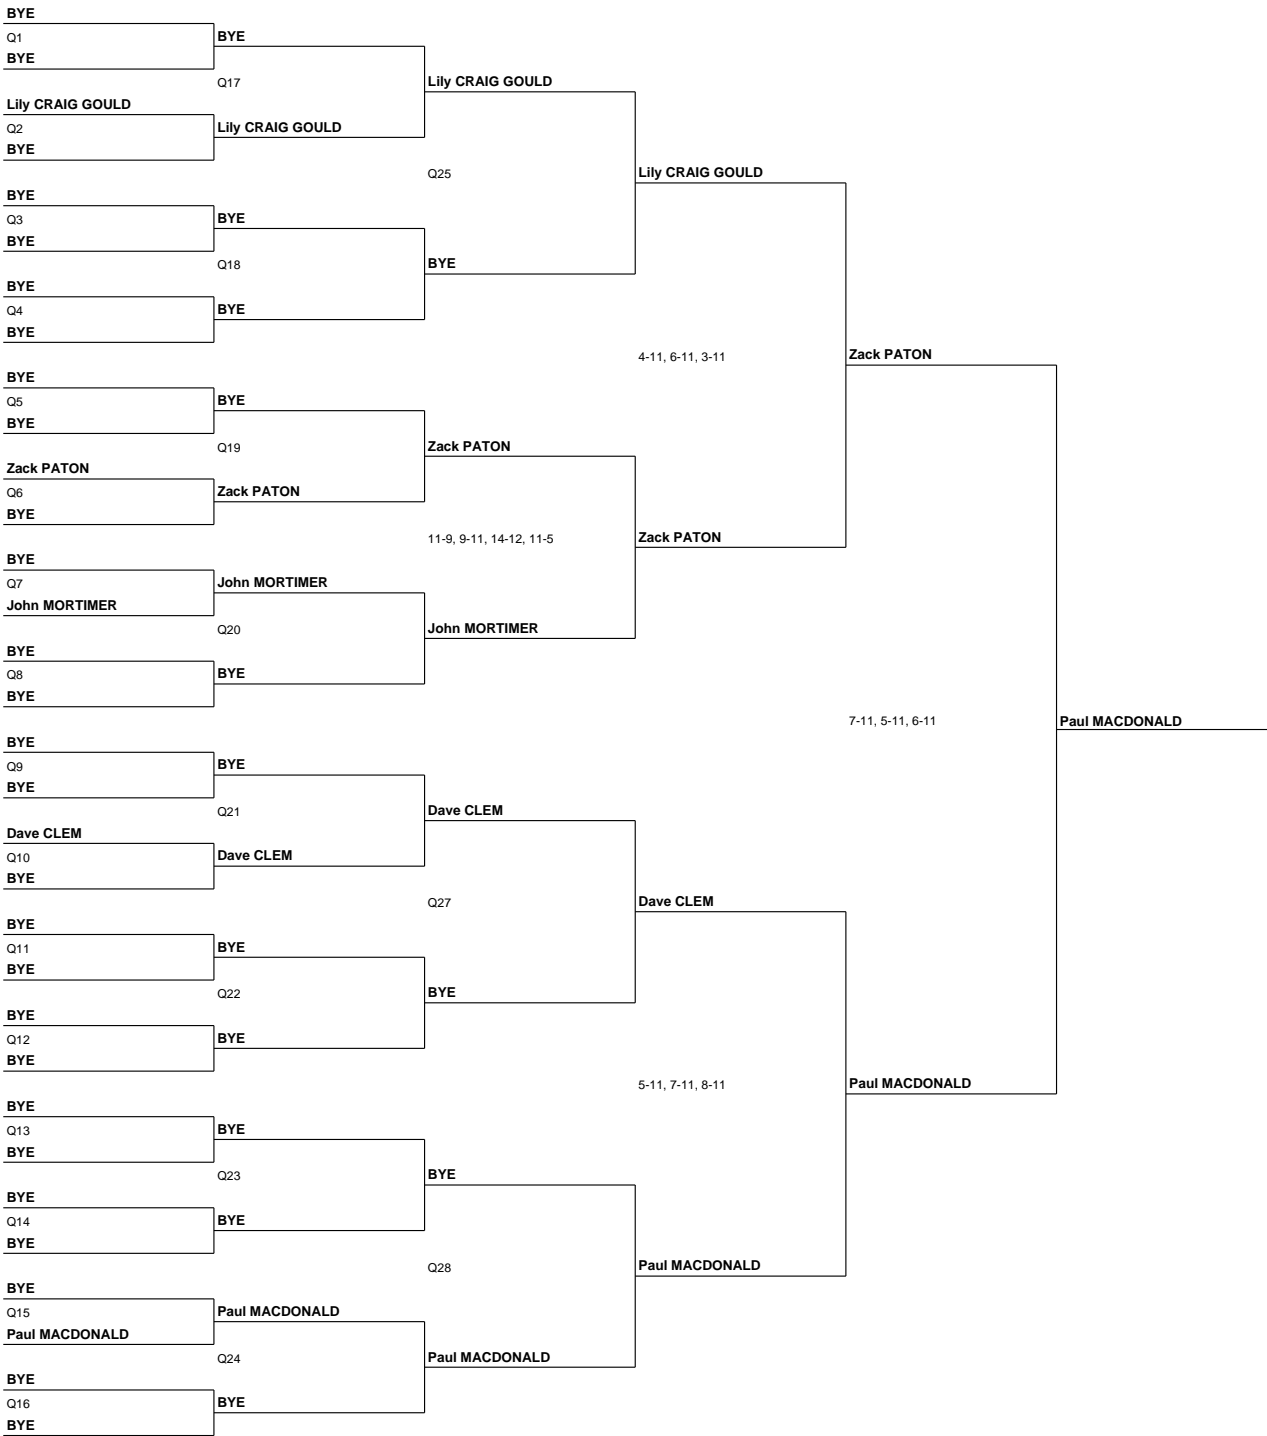 BYE
Q1
BYE
BYE
Q17
Lily CRAIG GOULD
Lily CRAIG GOULD
Q2
Lily CRAIG GOULD
BYE
Q25
Lily CRAIG GOULD
BYE
Q3
BYE
BYE
Q18
BYE
BYE
Q4
BYE
BYE
4-11, 6-11, 3-11
Zack PATON
BYE
Q5
BYE
BYE
Q19
Zack PATON
Zack PATON
Q6
Zack PATON
BYE
11-9, 9-11, 14-12, 11-5
Zack PATON
BYE
Q7
John MORTIMER
John MORTIMER
Q20
John MORTIMER
BYE
Q8
BYE
BYE
7-11, 5-11, 6-11
Paul MACDONALD
BYE
Q9
BYE
BYE
Q21
Dave CLEM
Dave CLEM
Q10
Dave CLEM
BYE
Q27
Dave CLEM
BYE
Q11
BYE
BYE
Q22
BYE
BYE
Q12
BYE
BYE
5-11, 7-11, 8-11
Paul MACDONALD
BYE
Q13
BYE
BYE
Q23
BYE
BYE
Q14
BYE
BYE
Q28
Paul MACDONALD
BYE
Q15
Paul MACDONALD
Paul MACDONALD
Q24
Paul MACDONALD
BYE
Q16
BYE
BYE